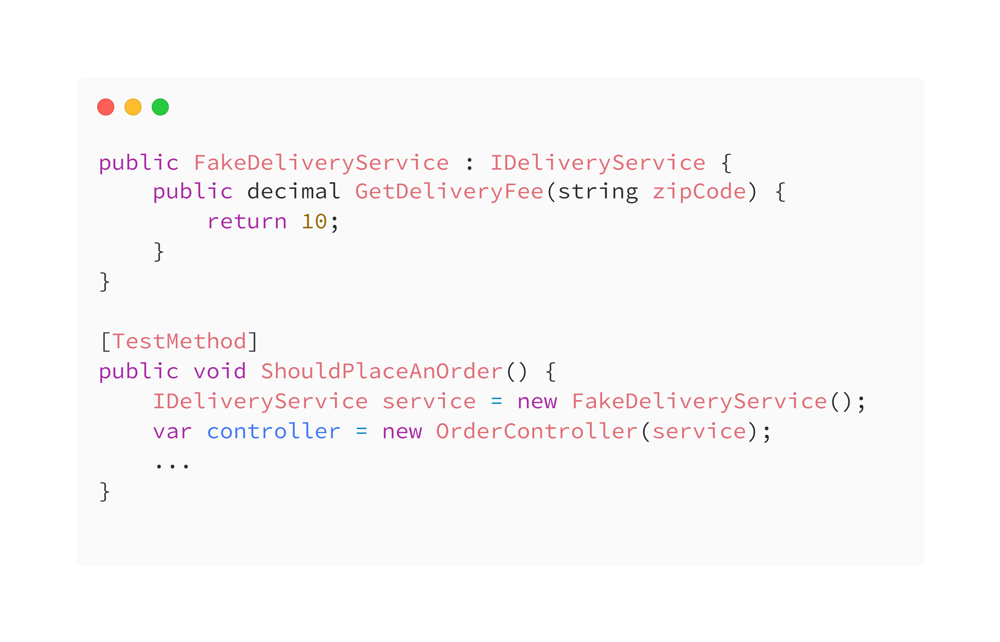 public FakeDeliveryService : IDeliveryService {
    public decimal GetDeliveryFee(string zipCode) {
        return 10;
    }
}

[TestMethod]
public void ShouldPlaceAnOrder() {
    IDeliveryService service = new FakeDeliveryService();
    var controller = new OrderController(service);
    ...
}